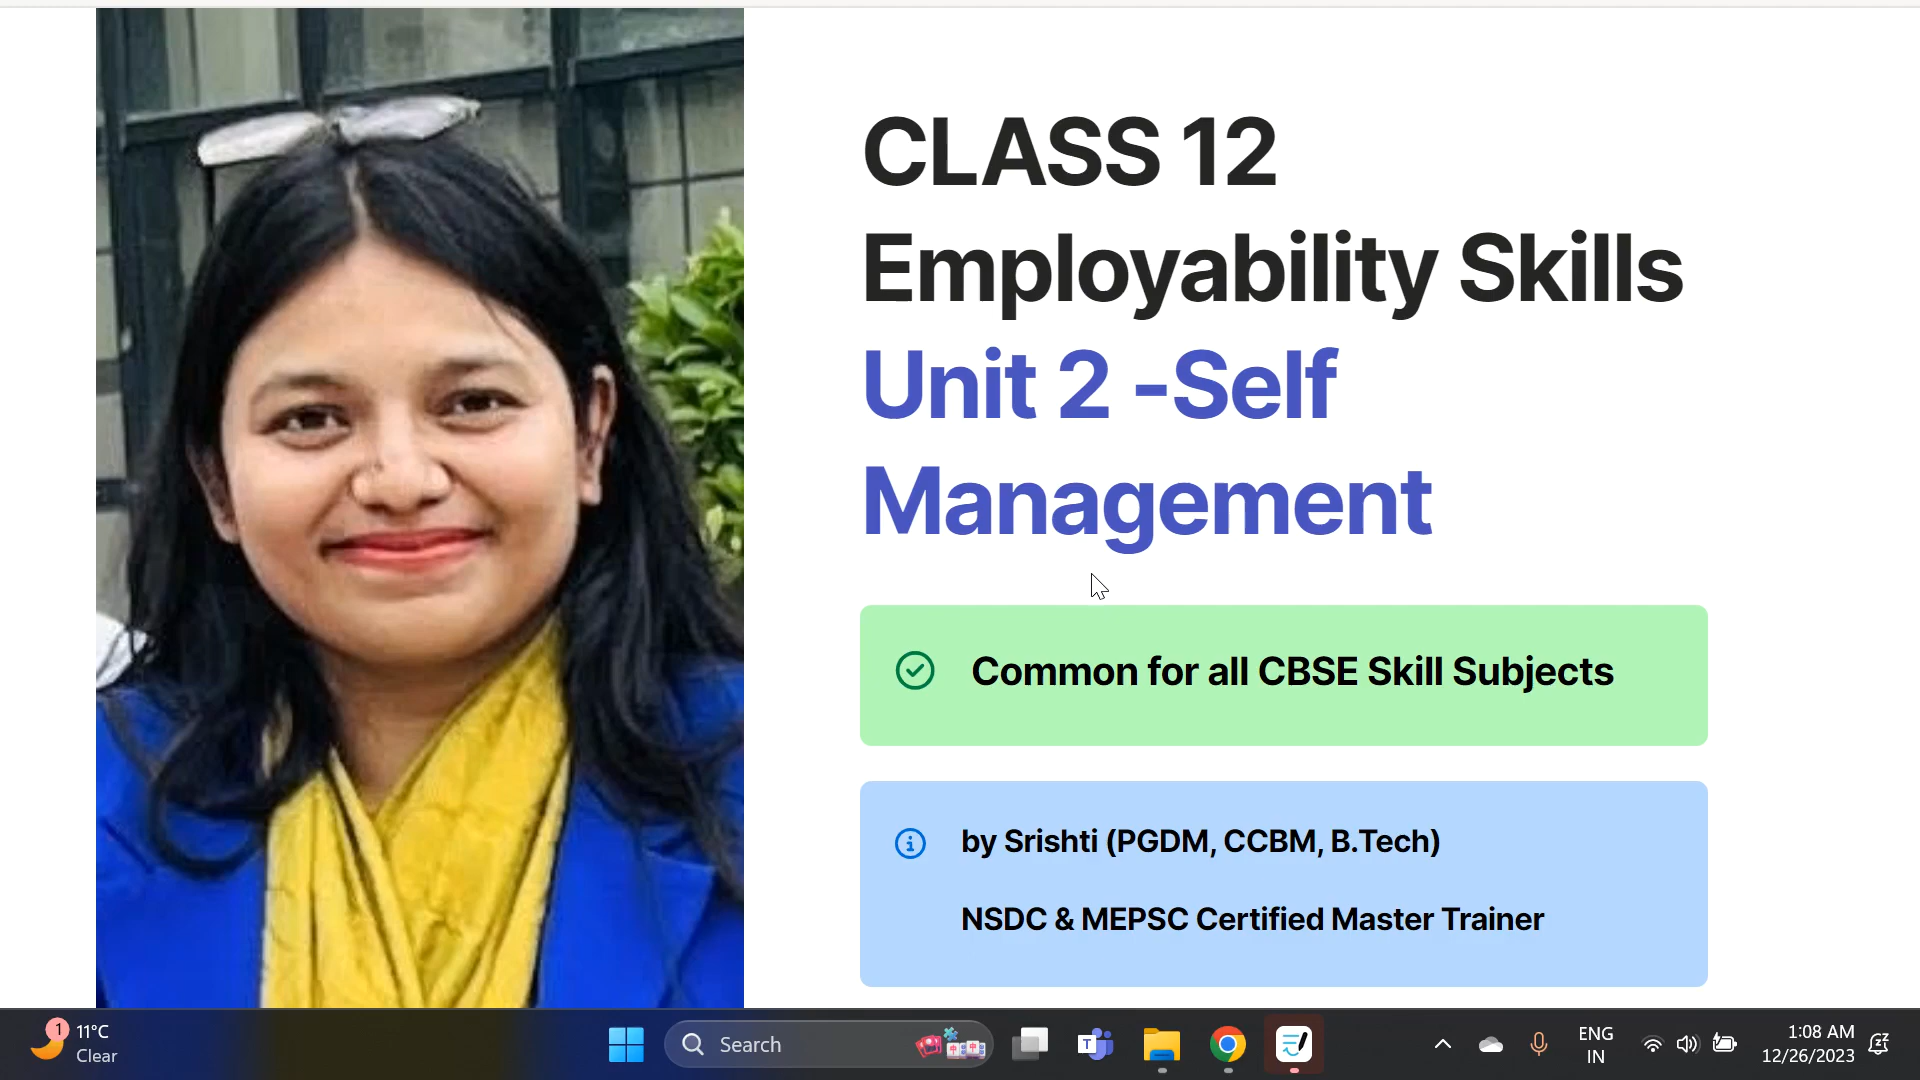 CLASS 12
Employability Skills
Unit 2 -Self
Management
Common for all CBSE Skill Subjects
by Srishti (PGDM, CCBM, B.Tech)
NSDC & MEPSC Certified Master Trainer
1
11°C
Clear
Search
T
ENG
IN
1:08 AM
12/26/2023